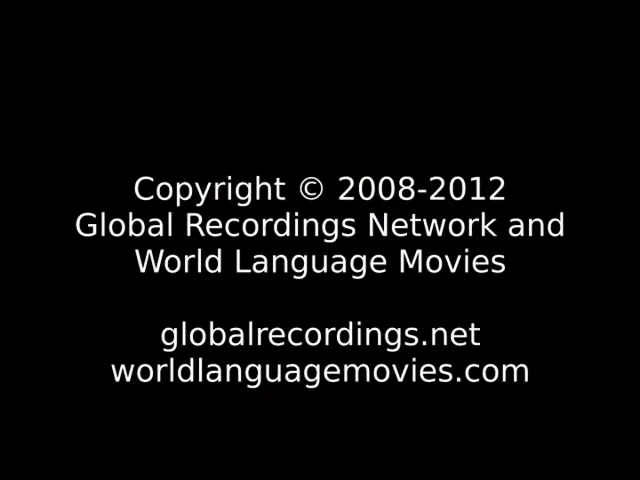 Copyright © 2008-2012
Global Recordings Network and
World Language Movies
globalrecordings.net
worldlanguagemovies.com